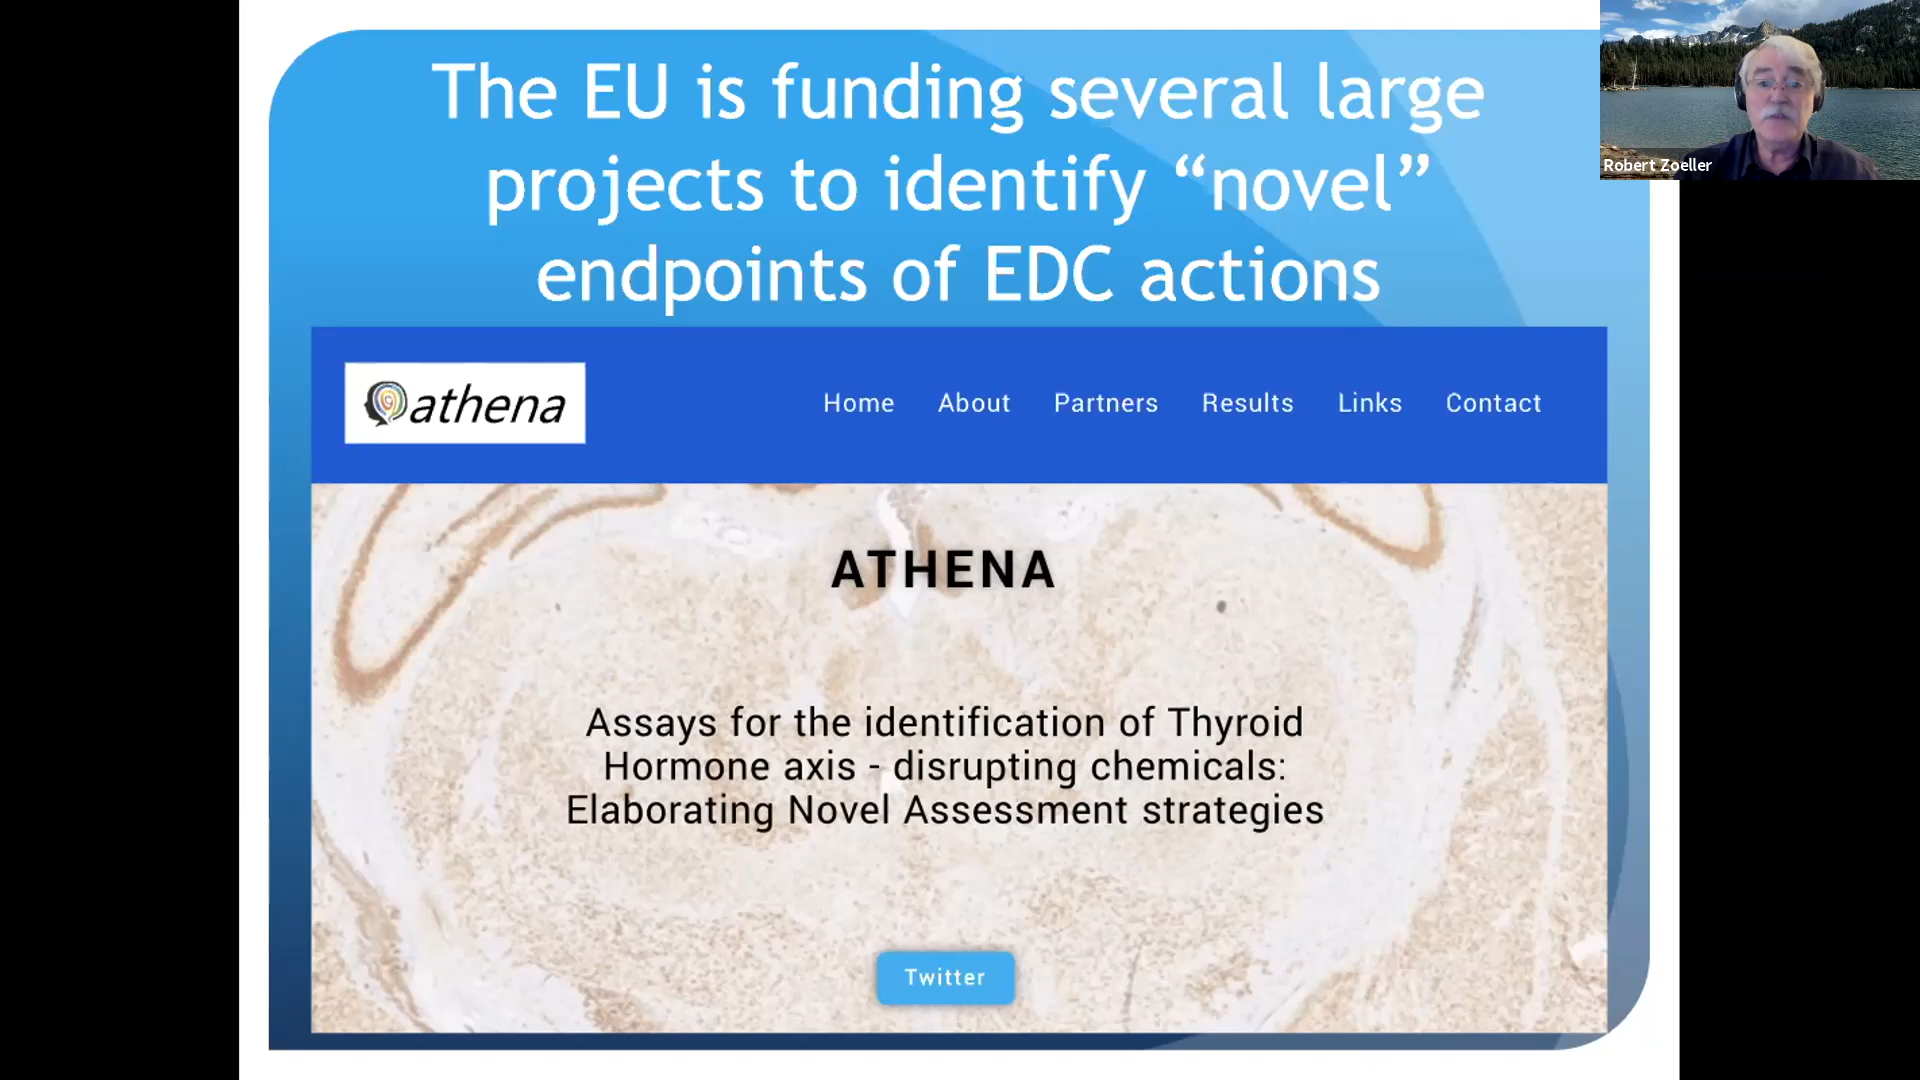 The EU is funding several large
projects to identify “novel”
endpoints of EDC actions
Robert Zoeller
athena
Home About Partners Results Links Contact
ATHENA
Assays for the identification of Thyroid
Hormone axis - disrupting chemicals:
Elaborating Novel Assessment strategies
Twitter